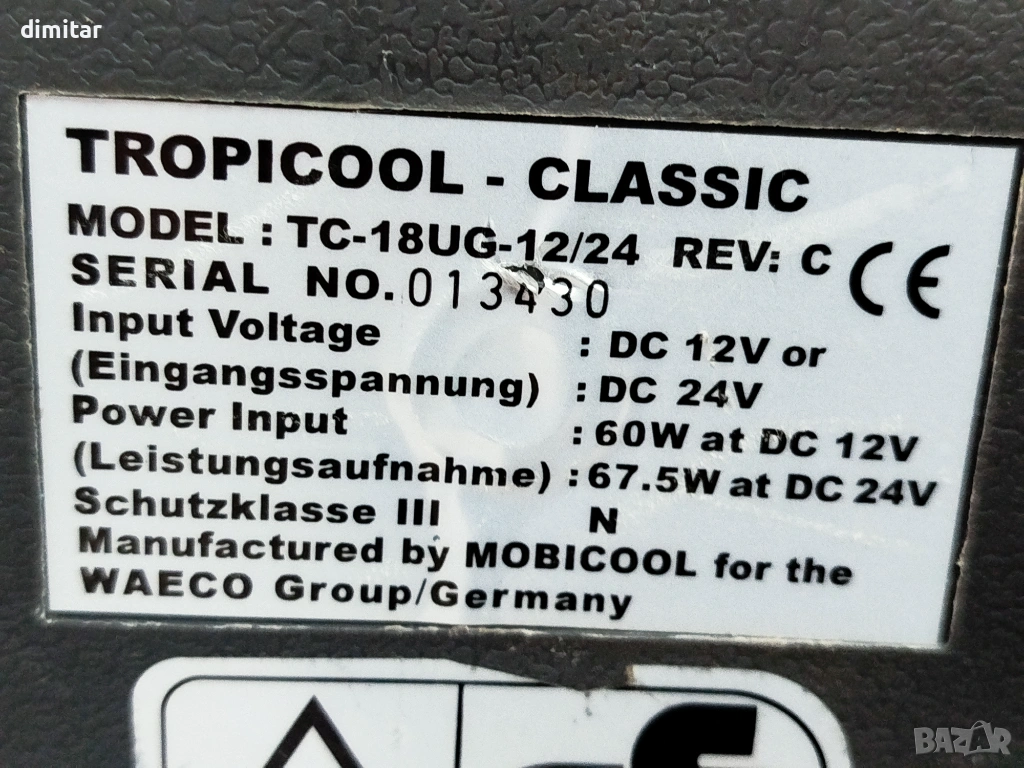 dimitar
TROPICOOL - CLASSIC
MODEL : TC-18UG-12/24 REV: C CE
SERIAL NO. 013430
Input Voltage : DC 12V or
(Eingangsspannung) : DC 24V
Power Input : 60W at DC 12V
(Leistungsaufnahme) : 67.5W at DC 24V
Schutzklasse III N
Manufactured by MOBICOOL for the
WAECO Group/Germany
BAZAR